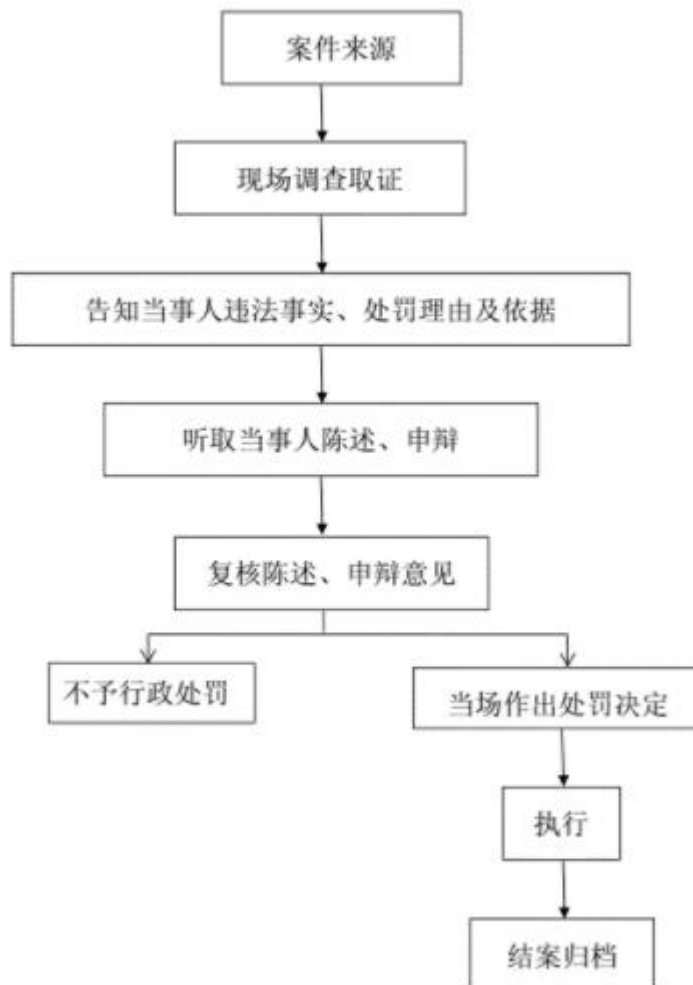 案件来源
现场调查取证
告知当事人违法事实、处罚理由及依据
听取当事人陈述、申辩
复核陈述、申辩意见
不予行政处罚
当场作出处罚决定
执行
结案归档